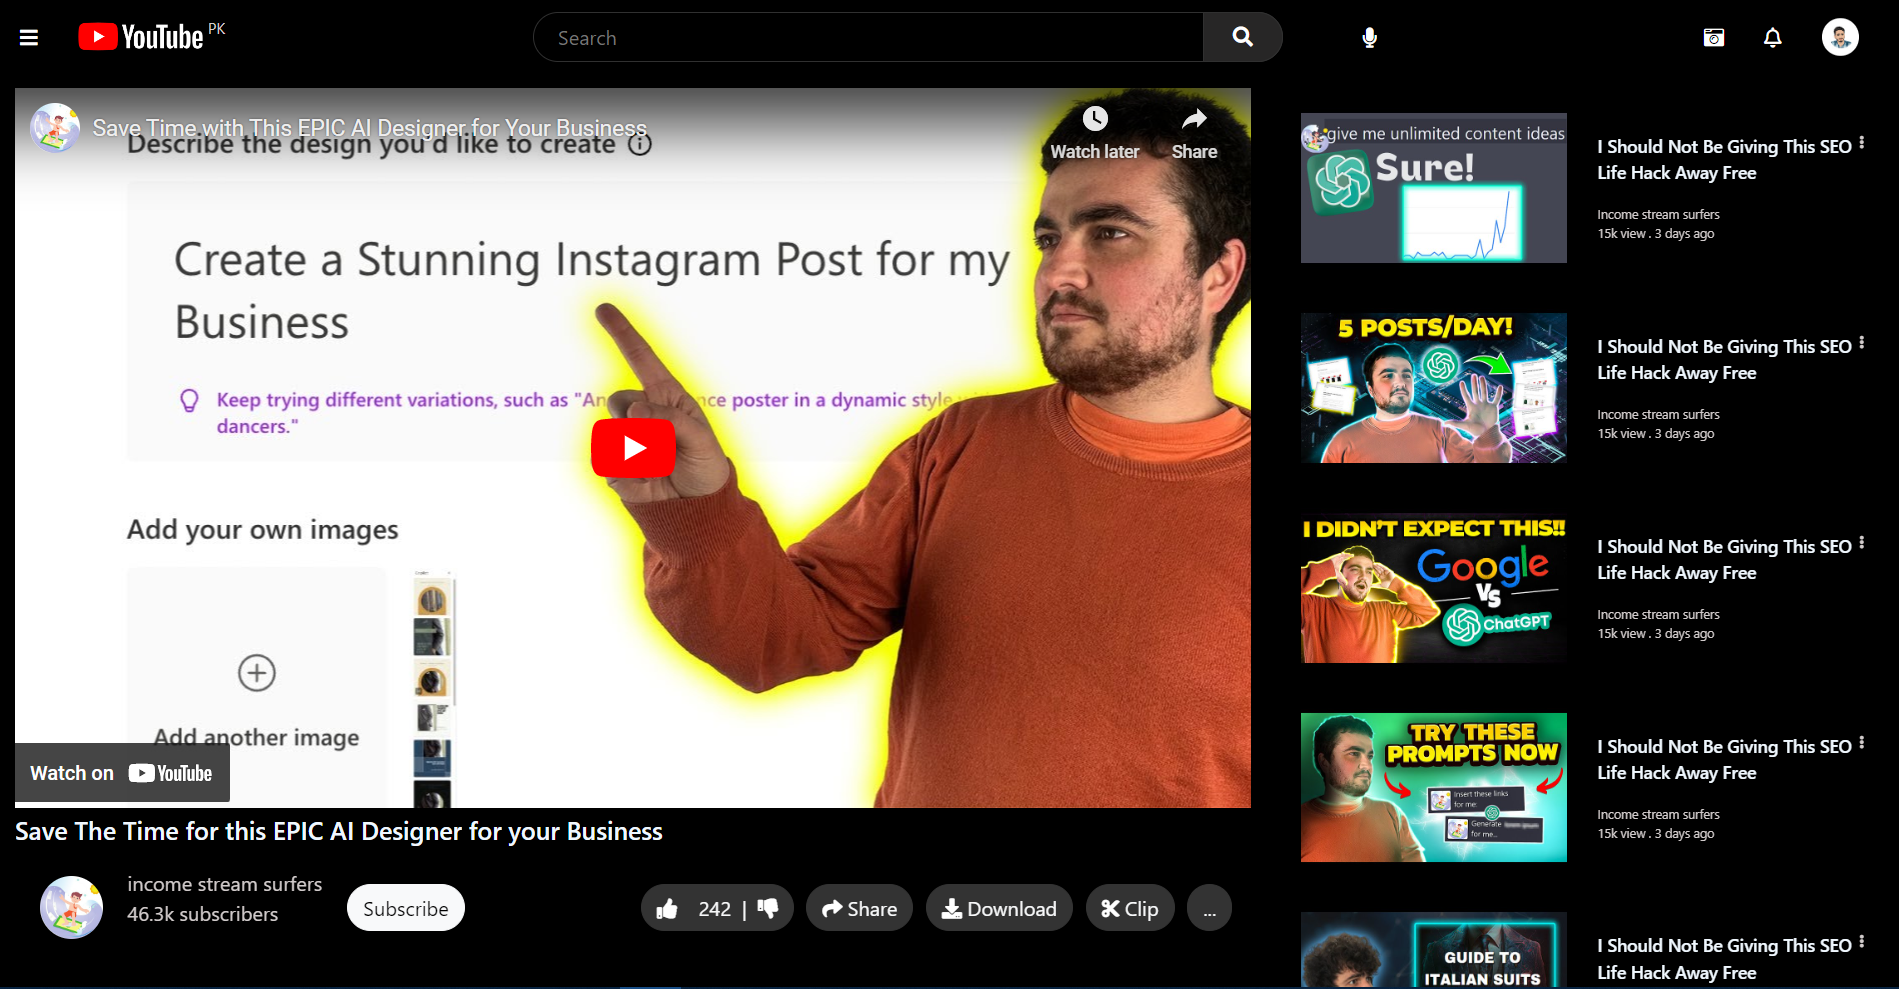 YouTube PK
Search
Save Time with This EPIC AI Designer for Your Business
Watch later
Share
Describe the design you'd like to create
Create a Stunning Instagram Post for my
Business
Keep trying different variations, such as "An nce poster in a dynamic style
dancers."
Add your own images
Add another image
Watch on YouTube
Save The Time for this EPIC AI Designer for your Business
income stream surfers
46.3k subscribers
Subscribe
242 |
Share
Download
Clip
...
give me unlimited content ideas
Sure!
I Should Not Be Giving This SEO
Life Hack Away Free
Income stream surfers
15k view . 3 days ago
5 POSTS/DAY!
I Should Not Be Giving This SEO
Life Hack Away Free
Income stream surfers
15k view . 3 days ago
I DIDN'T EXPECT THIS!!
Google
VS
ChatGPT
I Should Not Be Giving This SEO
Life Hack Away Free
Income stream surfers
15k view . 3 days ago
TRY THESE
PROMPTS NOW
Insert these links
for me:
Generate
for me...
I Should Not Be Giving This SEO
Life Hack Away Free
Income stream surfers
15k view . 3 days ago
GUIDE TO
ITALIAN SUITS
I Should Not Be Giving This SEO
Life Hack Away Free